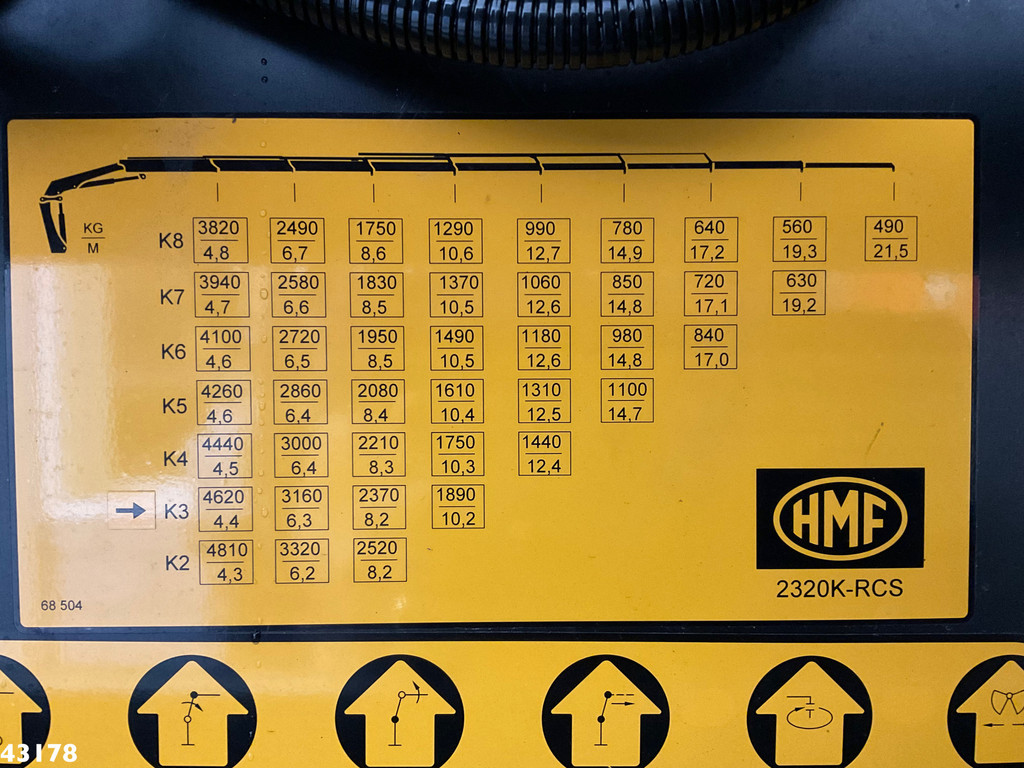 KG
M
K8 3820 2490 1750 1290 990 780 640 560 490
4,8 6,7 8,6 10,6 12,7 14,9 17,2 19,3 21,5
K7 3940 2580 1830 1370 1060 850 720 630
4,7 6,6 8,5 10,5 12,6 14,8 17,1 19,2
K6 4100 2720 1950 1490 1180 980 840
4,6 6,5 8,5 10,5 12,6 14,8 17,0
K5 4260 2860 2080 1610 1310 1100
4,6 6,4 8,4 10,4 12,5 14,7
K4 4440 3000 2210 1750 1440
4,5 6,4 8,3 10,3 12,4
K3 4620 3160 2370 1890
4,4 6,3 8,2 10,2
K2 4810 3320 2520
4,3 6,2 8,2
HMF
2320K-RCS
68 504
43178